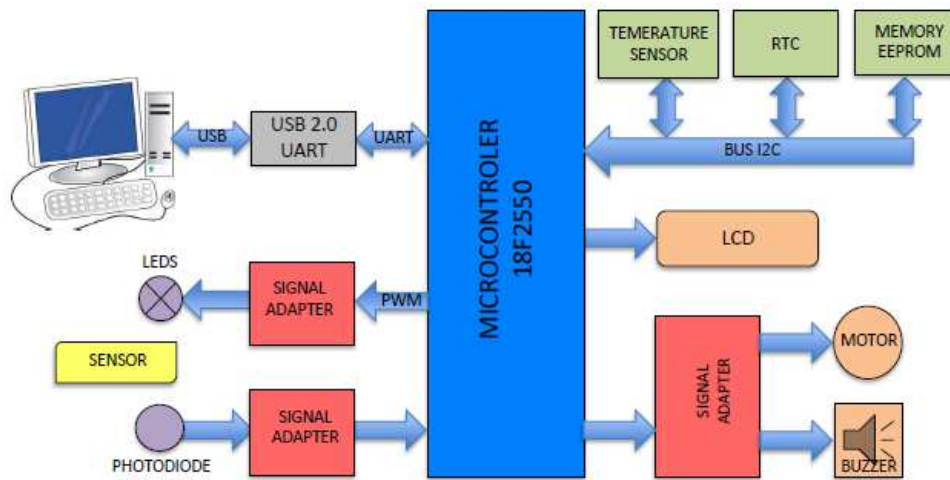 TEMERATURE
SENSOR
RTC
MEMORY
EEPROM
USB
USB 2.0
UART
UART
MICROCONTROLER
18F2550
BUS I2C
LCD
LEDS
SIGNAL
ADAPTER
PWM
SENSOR
SIGNAL
ADAPTER
MOTOR
PHOTODIODE
SIGNAL
ADAPTER
BUZZER